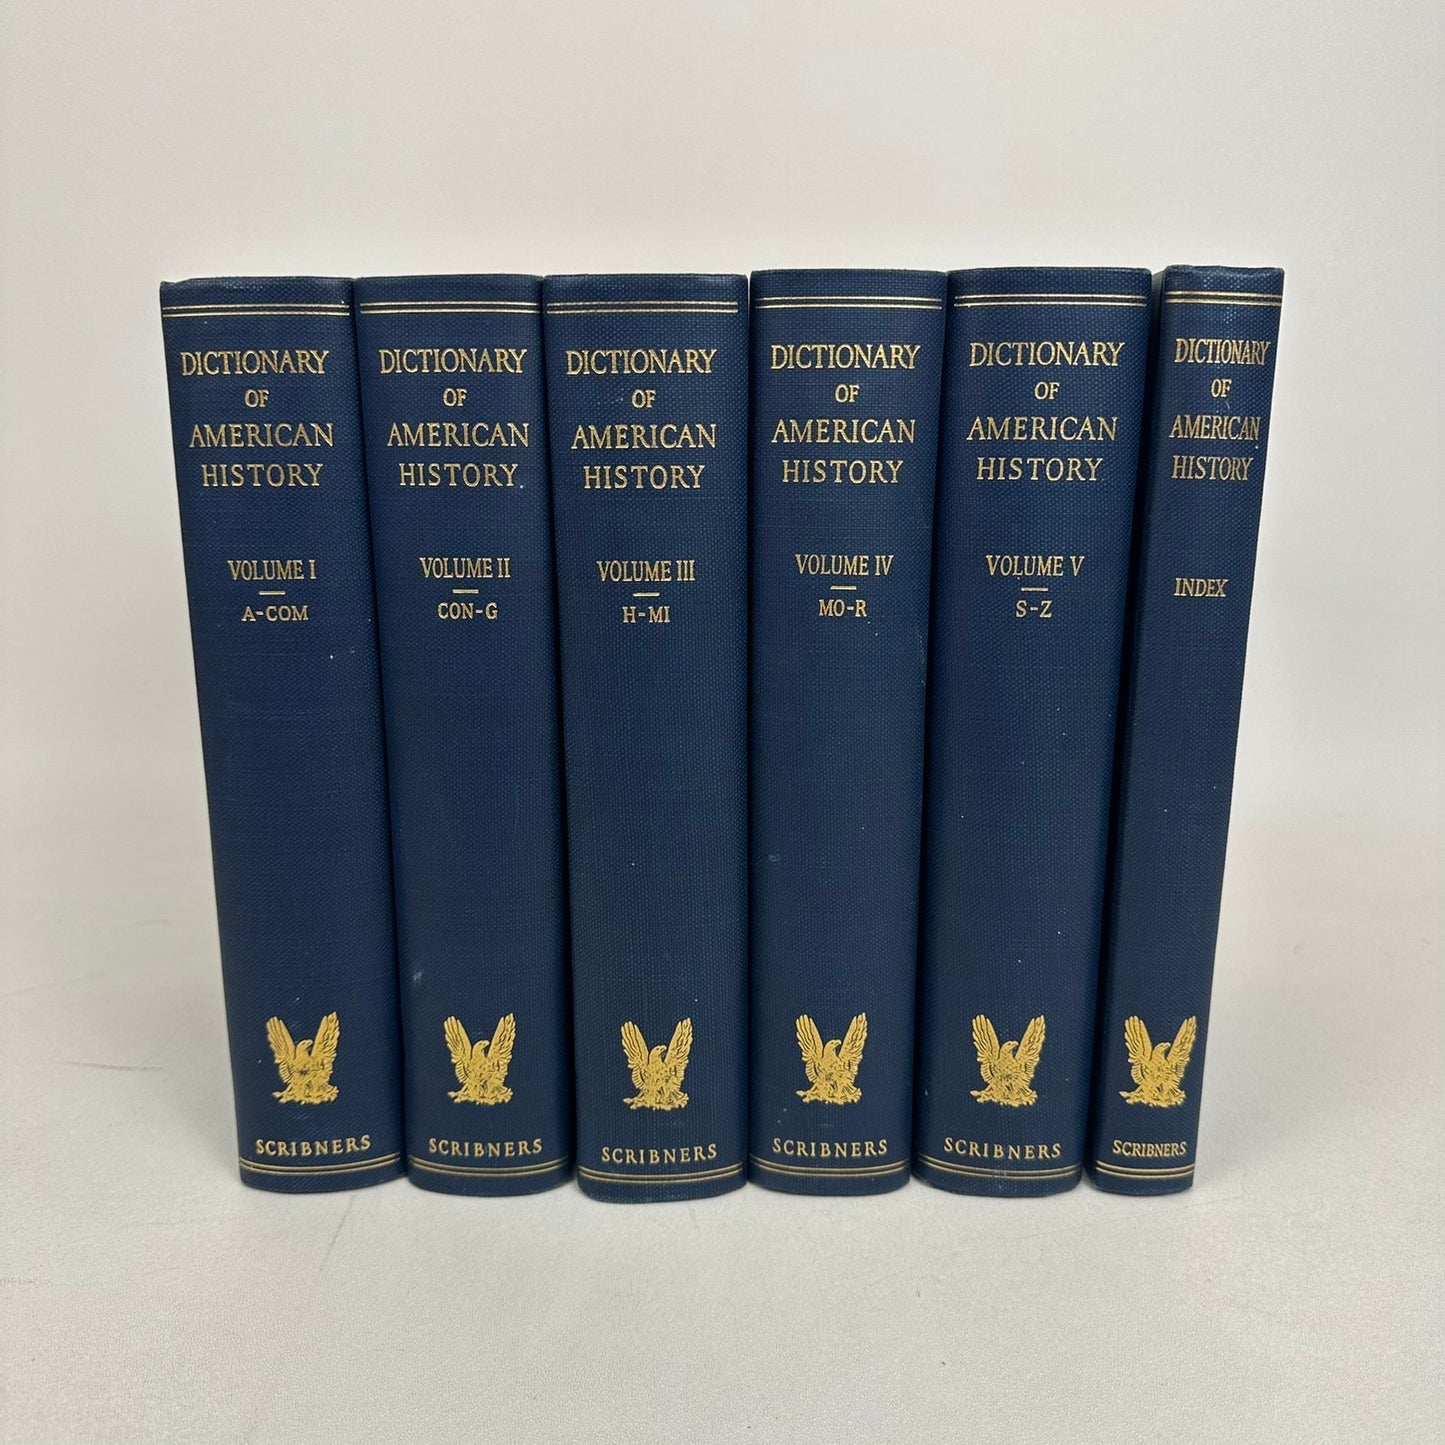 DICTIONARY
OF
AMERICAN
HISTORY
VOLUME I
A-COM
SCRIBNERS
DICTIONARY
OF
AMERICAN
HISTORY
VOLUME II
CON-G
SCRIBNERS
DICTIONARY
OF
AMERICAN
HISTORY
VOLUME III
H-MI
SCRIBNERS
DICTIONARY
OF
AMERICAN
HISTORY
VOLUME IV
MO-R
SCRIBNERS
DICTIONARY
OF
AMERICAN
HISTORY
VOLUME V
S-Z
SCRIBNERS
DICTIONARY
OF
AMERICAN
HISTORY
INDEX
SCRIBNERS